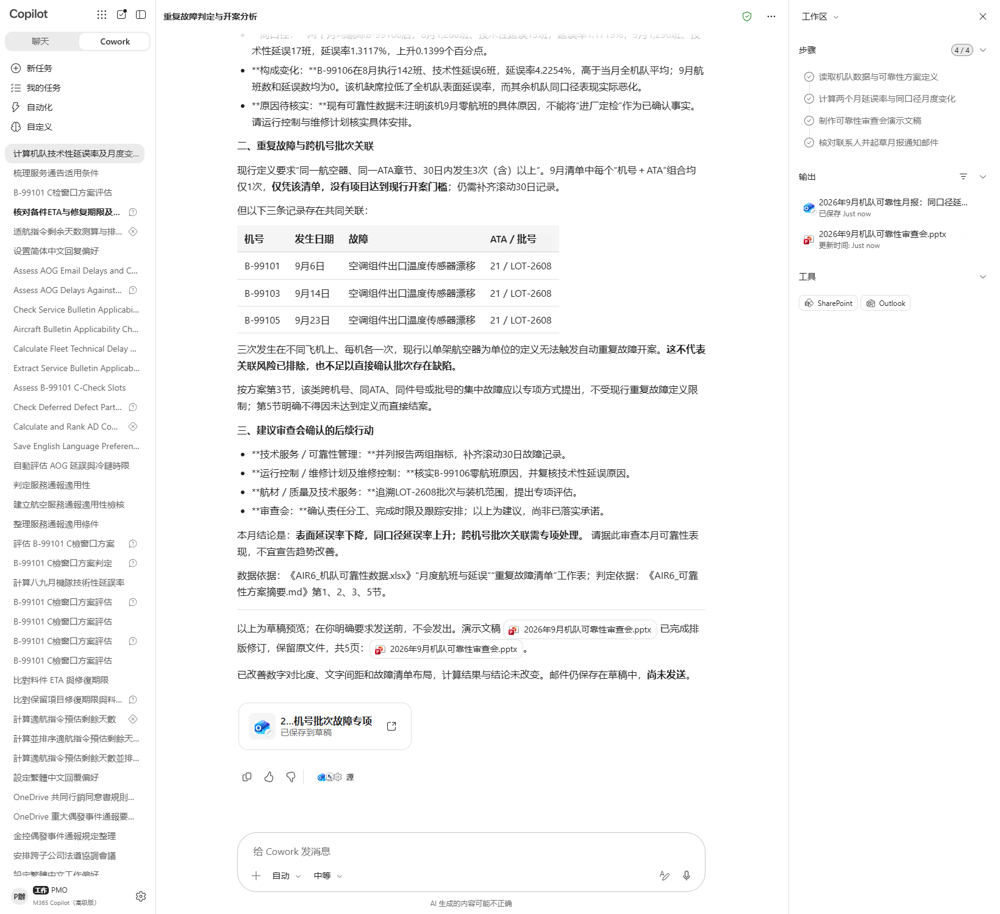 Copilot
聊天
Cowork
新任务
我的任务
自动化
自定义
计算机队技术性延误率及月度变...
梳理服务通告适用条件
B-99101 C检窗口方案评估
核对备件ETA与修复期限及...
适航指令剩余天数测算与排...
设置简体中文回复偏好
Assess AOG Email Delays and C...
Assess AOG Delays Against...
Check Service Bulletin Applicabi...
Aircraft Bulletin Applicability Ch...
Calculate Fleet Technical Delay ...
Extract Service Bulletin Applicab...
Assess B-99101 C-Check Slots
Check Deferred Defect Part...
Calculate and Rank AD Co...
Save English Language Preferen...
自動評估 AOG 延誤與冷鏈時限
判定服務通報適用性
建立航空服務通報適用性檢核
整理服務通報適用條件
評估 B-99101 C檢窗口方案
B-99101 C檢窗口方案判定
計算八九月機隊技術性延誤率
B-99101 C檢窗口方案評估
B-99101 C檢窗口方案評估
B-99101 C檢窗口方案評估
B-99101 C檢窗口方案評估
比對料件 ETA 與修復期限
比對保留項目修復期限與料...
計算適航指令預估剩餘天數
計算並排序適航指令預估剩餘天...
計算適航指令預估剩餘天數並排...
設定繁體中文回覆偏好
OneDrive 共同行銷同意書規則...
OneDrive 重大偶發事件通報要...
金控偶發事件通報規定整理
安排跨子公司法遵協調會議
設定繁體中文工作偏好
P辦
工作 PMO
M365 Copilot（高级版）
重复故障判定与开案分析
**同口径：**两个月均剔除B-99106后，8月1,280班、技术性延误15班，延误率1.1719%，9月1,296班、技
术性延误17班，延误率1.3117%，上升0.1399个百分点。
**构成变化：**B-99106在8月执行142班、技术性延误6班，延误率4.2254%，高于当月全机队平均；9月航
班数和延误数均为0。该机缺席拉低了全机队表面延误率，而其余机队同口径表现实际恶化。
**原因待核实：**现有可靠性数据未注明该机9月零航班的具体原因，不能将“进厂定检”作为已确认事实。
请运行控制与维修计划核实具体安排。
二、重复故障与跨机号批次关联
现行定义要求“同一航空器、同一ATA章节、30日内发生3次（含）以上”。9月清单中每个“机号＋ATA”组合均
仅1次，仅凭该清单，没有项目达到现行开案门槛；仍需补齐滚动30日记录。
但以下三条记录存在共同关联：
机号 发生日期 故障 ATA / 批号
B-99101 9月6日 空调组件出口温度传感器漂移 21 / LOT-2608
B-99103 9月14日 空调组件出口温度传感器漂移 21 / LOT-2608
B-99105 9月23日 空调组件出口温度传感器漂移 21 / LOT-2608
三次发生在不同飞机上、每机各一次，现行以单架航空器为单位的定义无法触发自动重复故障开案。这不代表
关联风险已排除，也不足以直接确认批次存在缺陷。
按方案第3节，该类跨机号、同ATA、同件号或批号的集中故障应以专项方式提出，不受现行重复故障定义限
制；第5节明确不得因未达到定义而直接结案。
三、建议审查会确认的后续行动
**技术服务 / 可靠性管理：**并列报告两组指标，补齐滚动30日故障记录。
**运行控制 / 维修计划及维修控制：**核实B-99106零航班原因，并复核技术性延误原因。
**航材 / 质量及技术服务：**追溯LOT-2608批次与装机范围，提出专项评估。
**审查会：**确认责任分工、完成时限及跟踪安排；以上为建议，尚非已落实承诺。
本月结论是：表面延误率下降，同口径延误率上升；跨机号批次关联需专项处理。 请据此审查本月可靠性表
现，不宜宣告趋势改善。
数据依据：《AIR6_机队可靠性数据.xlsx》“月度航班与延误”“重复故障清单”工作表；判定依据：《AIR6_可靠
性方案摘要.md》第1、2、3、5节。
以上为草稿预览；在你明确要求发送前，不会发出。演示文稿 2026年9月机队可靠性审查会.pptx 已完成排
版修订，保留原文件，共5页： 2026年9月机队可靠性审查会.pptx。
已改善数字对比度、文字间距和故障清单布局，计算结果与结论未改变。邮件仍保存在草稿中，尚未发送。
2...机号批次故障专项
已保存到草稿
源
给 Cowork 发消息
自动 中等
AI 生成的内容可能不正确
工作区
步骤 4 / 4
读取机队数据与可靠性方案定义
计算两个月延误率与同口径月度变化
制作可靠性审查会演示文稿
核对联系人并起草月报通知邮件
输出
2026年9月机队可靠性月报：同口径延...
已保存 Just now
2026年9月机队可靠性审查会.pptx
更新时间: Just now
工具
SharePoint
Outlook